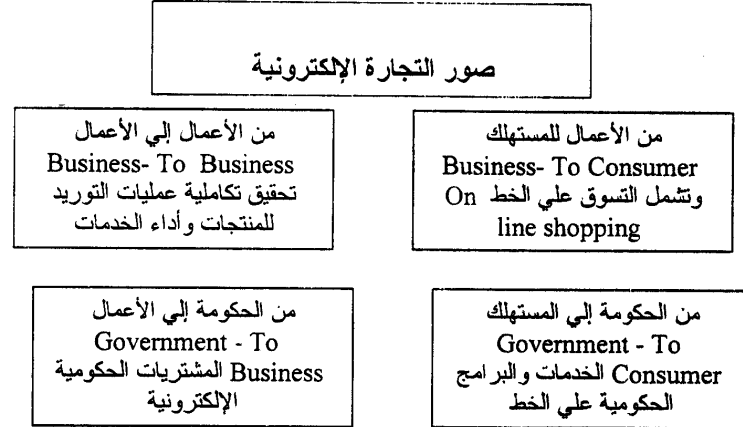 صور التجارة الإلكترونية
من الأعمال للمستهلك
Business- To Consumer
وتشمل التسوق علي الخط On
line shopping
من الأعمال إلي الأعمال
Business- To Business
تحقيق تكاملية عمليات التوريد
للمنتجات وأداء الخدمات
من الحكومة إلي المستهلك
Government - To
Consumer الخدمات والبرامج
الحكومية علي الخط
من الحكومة إلي الأعمال
Government - To
Business المشتريات الحكومية
الإلكترونية